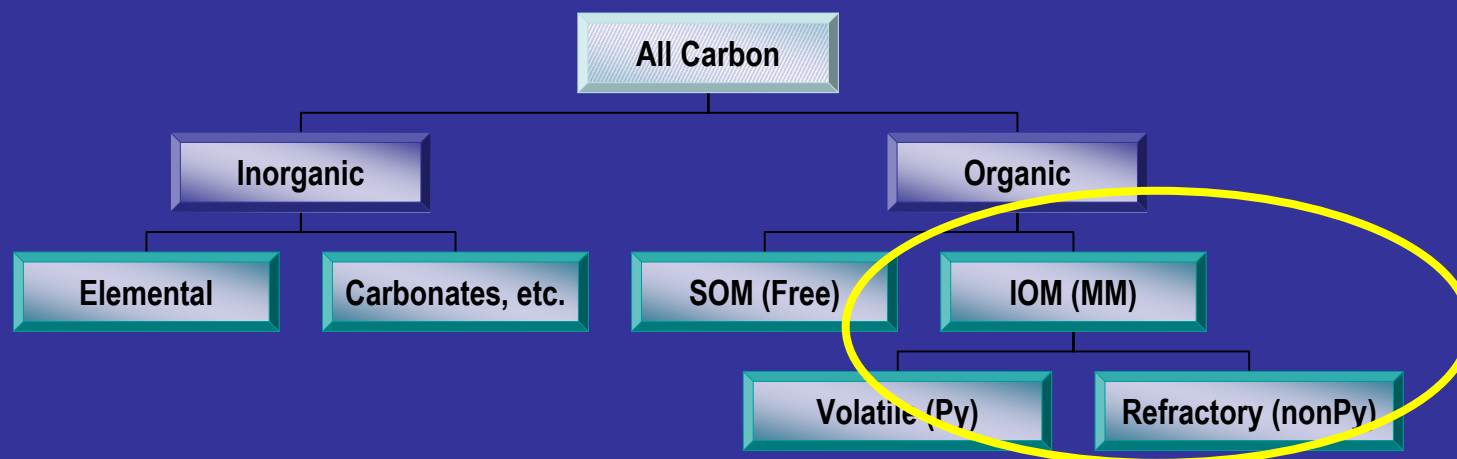 All Carbon
Inorganic
Organic
Elemental
Carbonates, etc.
SOM (Free)
IOM (MM)
Volatile (Py)
Refractory (nonPy)